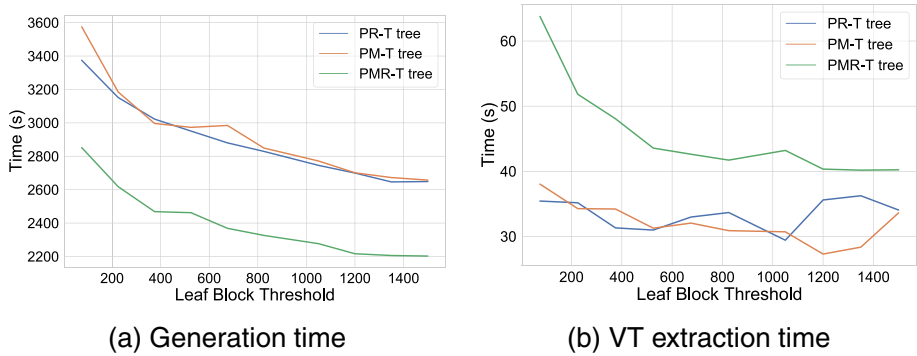 3600
3400
3200
3000
2800
2600
2400
2200
Time (s)
PR-T tree
PM-T tree
PMR-T tree
200 400 600 800 1000 1200 1400
Leaf Block Threshold
(a) Generation time
60
50
40
30
Time (s)
PR-T tree
PM-T tree
PMR-T tree
200 400 600 800 1000 1200 1400
Leaf Block Threshold
(b) VT extraction time